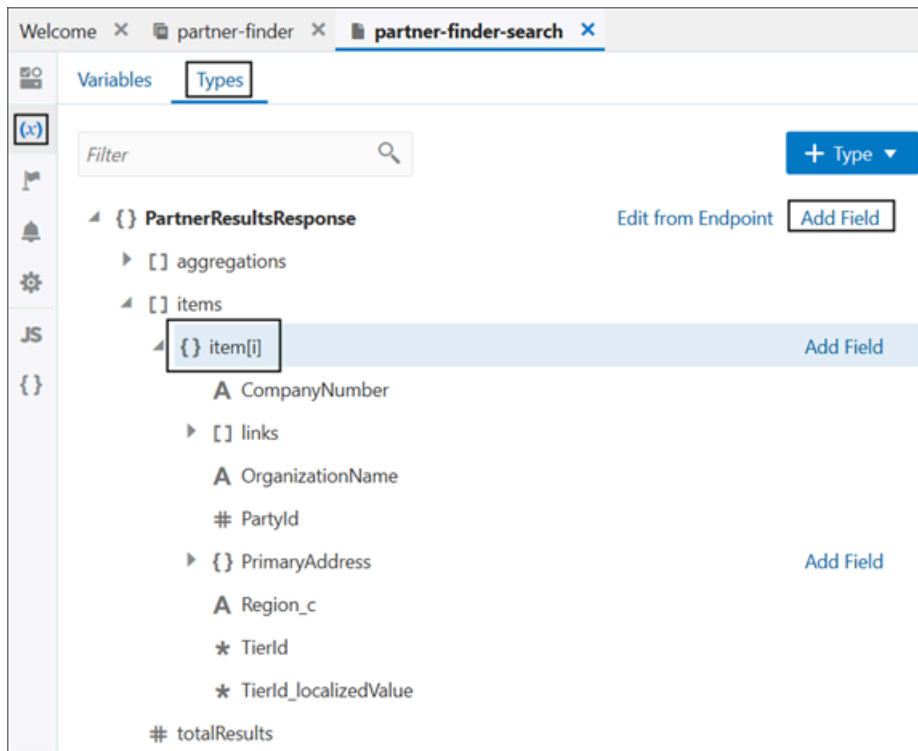 Welcome partner-finder partner-finder-search
Variables Types
(x)
Filter + Type
{ } PartnerResultsResponse Edit from Endpoint Add Field
[ ] aggregations
[ ] items
JS { } item[i] Add Field
{ } A CompanyNumber
[ ] links
A OrganizationName
# PartyId
{ } PrimaryAddress Add Field
A Region_c
* TierId
* TierId_localizedValue
# totalResults